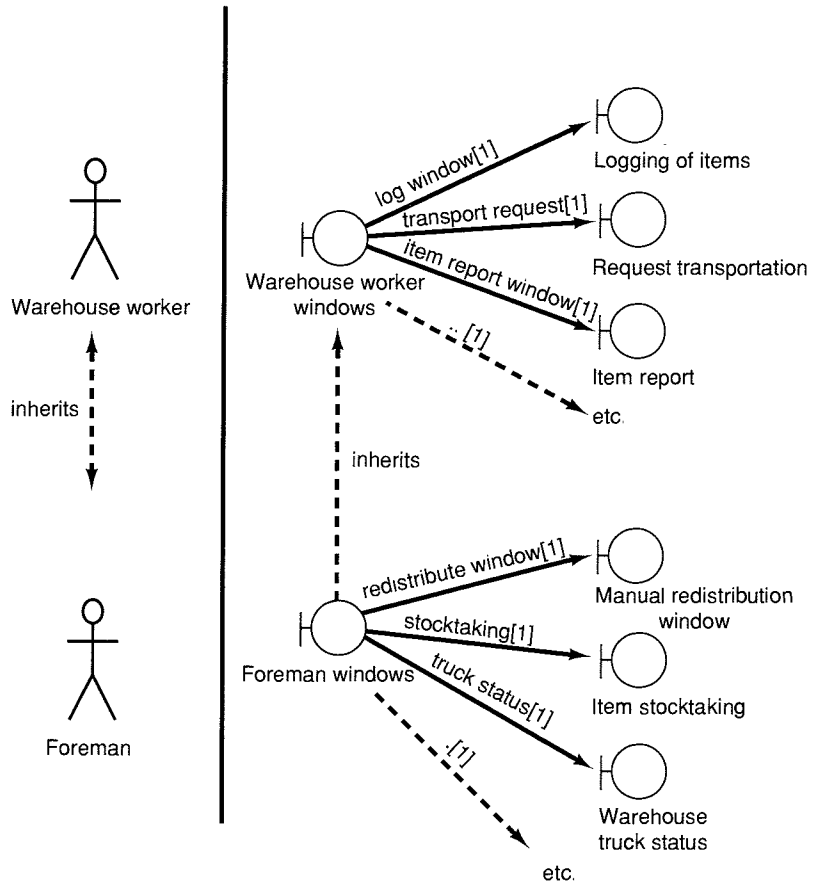 Warehouse worker
inherits
Foreman
log window[1]
Logging of items
transport request[1]
Request transportation
item report window[1]
Item report
Warehouse worker
windows
.. [1]
etc.
inherits
redistribute window[1]
Manual redistribution
window
stocktaking[1]
Item stocktaking
Foreman windows
truck status[1]
Warehouse
truck status
.[1]
etc.